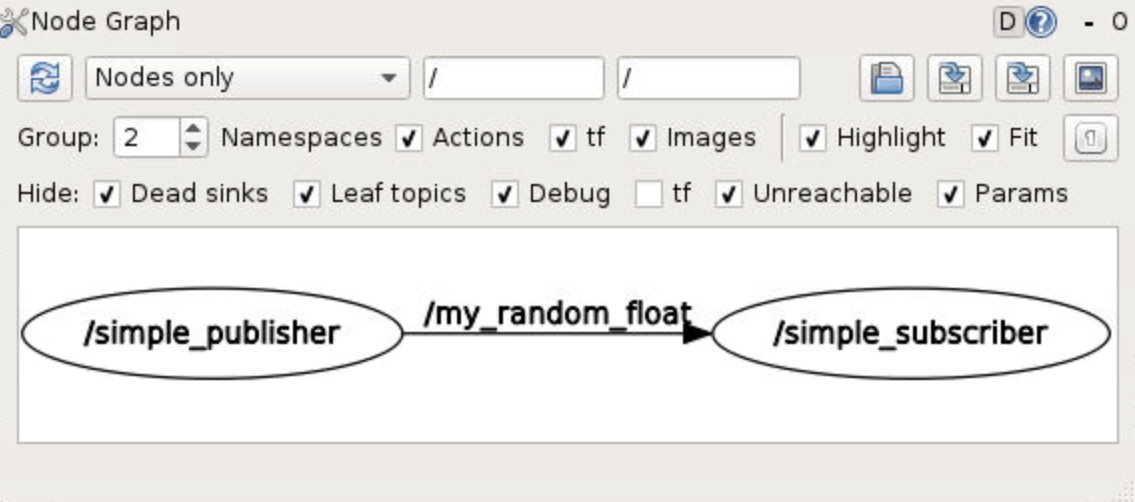 Node Graph D ? - O
Nodes only / /
Group: 2 Namespaces Actions tf Images Highlight Fit
Hide: Dead sinks Leaf topics Debug tf Unreachable Params
/simple_publisher /my_random_float /simple_subscriber